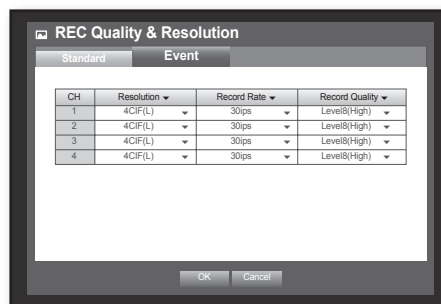 REC Quality & Resolution
Standard Event
CH Resolution Record Rate Record Quality
1 4CIF(L) 30ips Level8(High)
2 4CIF(L) 30ips Level8(High)
3 4CIF(L) 30ips Level8(High)
4 4CIF(L) 30ips Level8(High)
OK Cancel